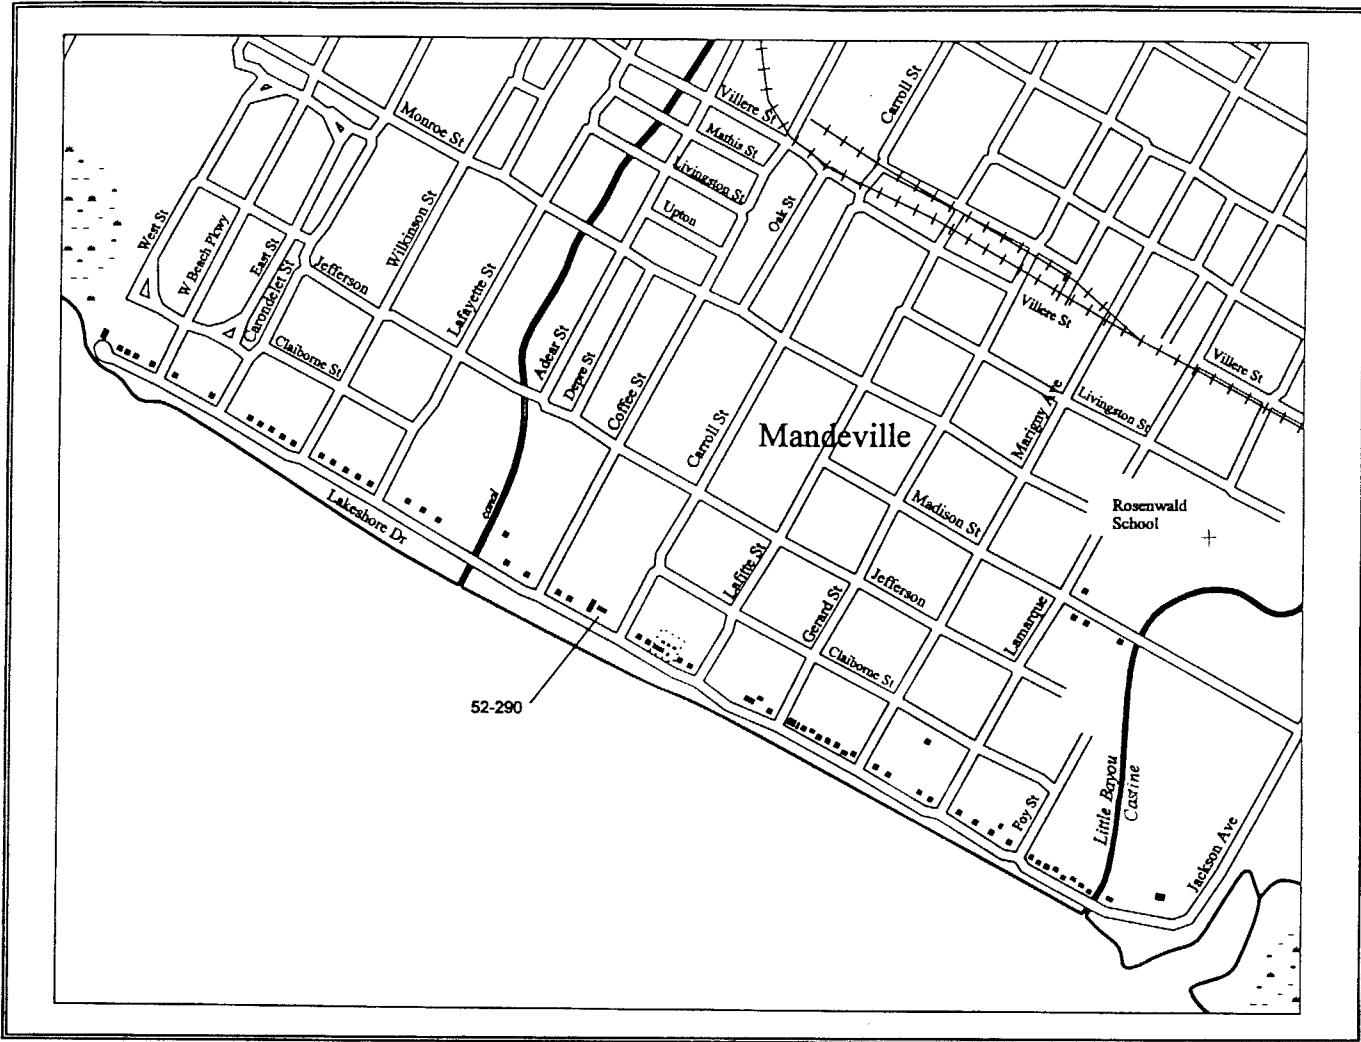 Villere St
Carroll St
Monroe St
Mathis St
Livingston St
Upton
Oak St
West St
W Beach Pkwy
East St
Carondelet St
Jefferson
Wilkinson St
Lafayette St
Claiborne St
Adear St
Depre St
Coffee St
Villere St
Villere St
Carroll St
Mandeville
Marigny Ave
Livingston St
Lakeshore Dr
canal
Madison St
Rosenwald
School
Lafitte St
Jefferson
Gerard St
Lamarque
Claiborne St
52-290
Foy St
Little Bayou
Castine
Jackson Ave